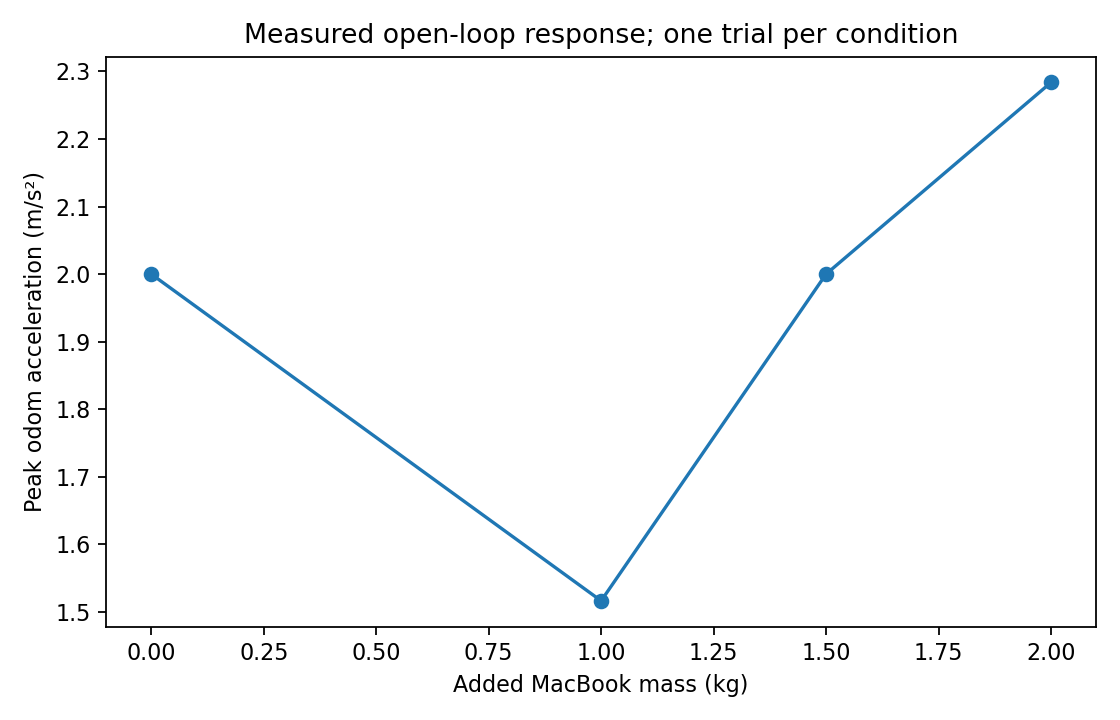 Measured open-loop response; one trial per condition
Peak odom acceleration (m/s²)
2.3
2.2
2.1
2.0
1.9
1.8
1.7
1.6
1.5
0.00 0.25 0.50 0.75 1.00 1.25 1.50 1.75 2.00
Added MacBook mass (kg)